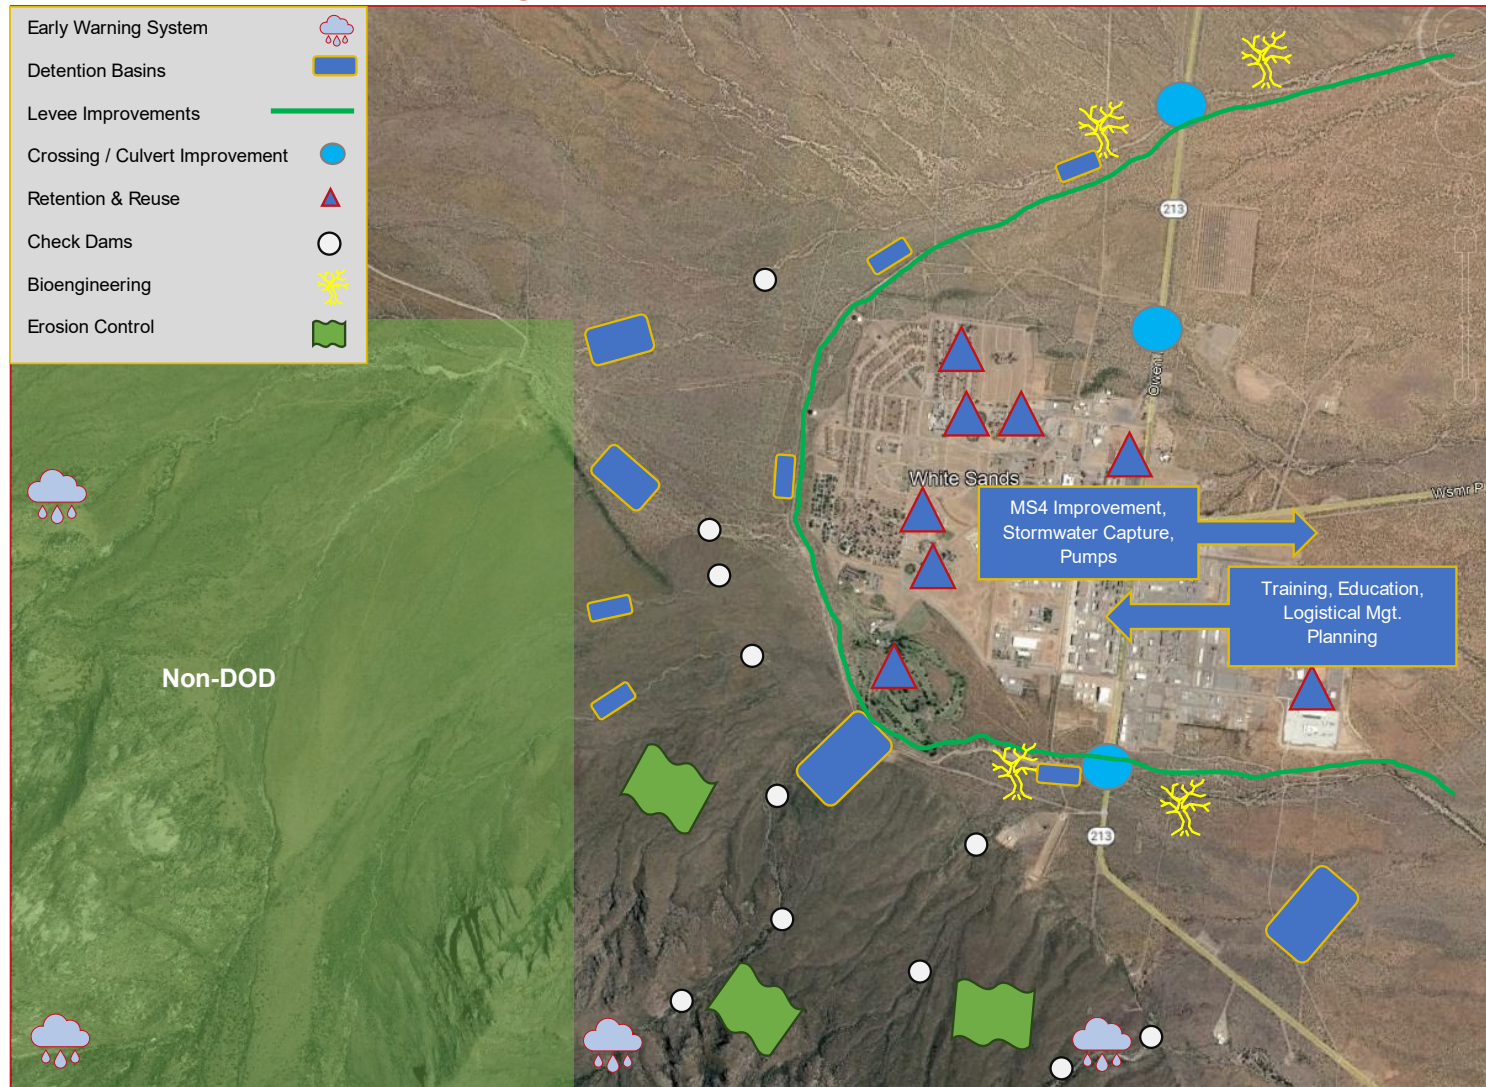 Early Warning System
Detention Basins
Levee Improvements
Crossing / Culvert Improvement
Retention & Reuse
Check Dams
Bioengineering
Erosion Control
213
Owen
White Sands
Wsmr P
MS4 Improvement,
Stormwater Capture,
Pumps
Training, Education,
Logistical Mgt.
Planning
Non-DOD
213